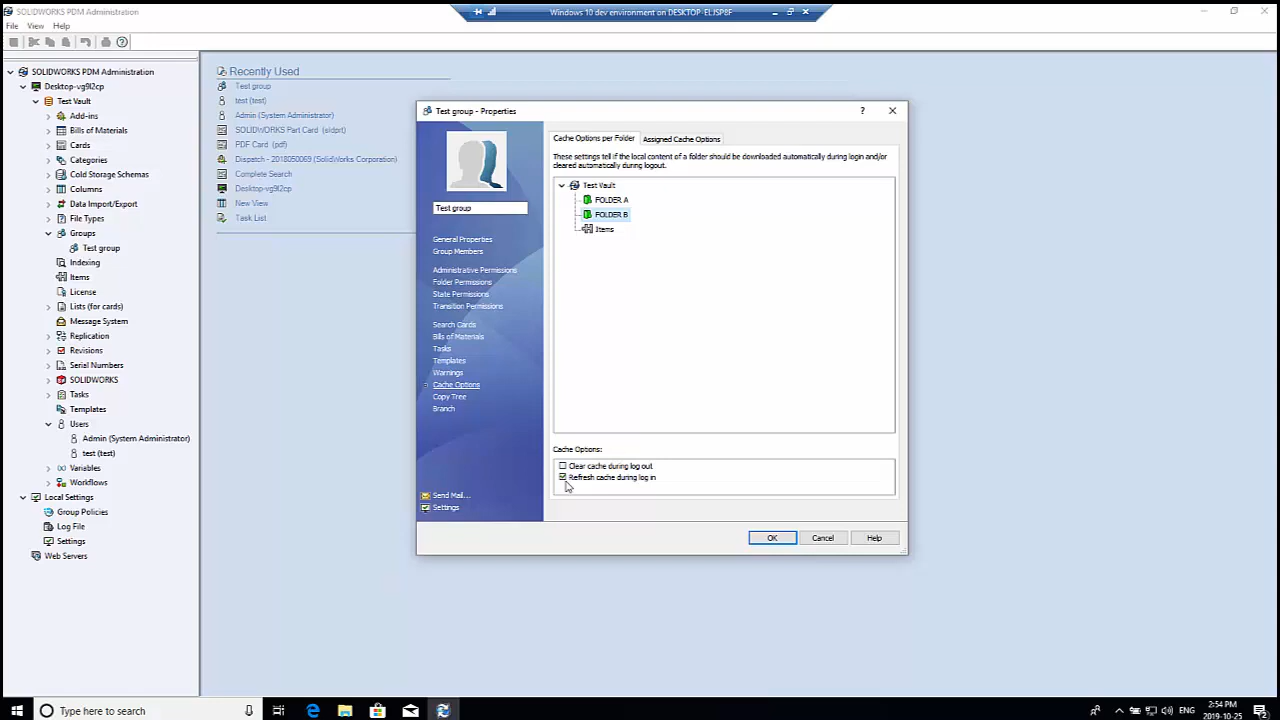 SOLIDWORKS PDM Administration
Windows 10 dev environment on DESKTOP-ELJSP8F
File View Help
SOLIDWORKS PDM Administration
Desktop-vg9l2cp
Test Vault
Add-ins
Bills of Materials
Cards
Categories
Cold Storage Schemas
Columns
Data Import/Export
File Types
Groups
Test group
Indexing
Items
License
Lists (for cards)
Message System
Replication
Revisions
Serial Numbers
SOLIDWORKS
Tasks
Templates
Users
Admin (System Administrator)
test (test)
Variables
Workflows
Local Settings
Group Policies
Log File
Settings
Web Servers
Recently Used
Test group
test (test)
Admin (System Administrator)
SOLIDWORKS Part Card (sldprt)
PDF Card (pdf)
Dispatch - 2018050069 (SolidWorks Corporation)
Complete Search
Desktop-vg9l2cp
New View
Task List
Test group - Properties
?
Test group
General Properties
Group Members
Administrative Permissions
Folder Permissions
State Permissions
Transition Permissions
Search Cards
Bills of Materials
Tasks
Templates
Warnings
Cache Options
Copy Tree
Branch
Send Mail...
Settings
Cache Options per Folder Assigned Cache Options
These settings tell if the local content of a folder should be downloaded automatically during login and/or
cleared automatically during logout.
Test Vault
FOLDER A
FOLDER B
Items
Cache Options:
Clear cache during log out
Refresh cache during log in
OK Cancel Help
Type here to search
ENG
2:54 PM
2019-10-25
2